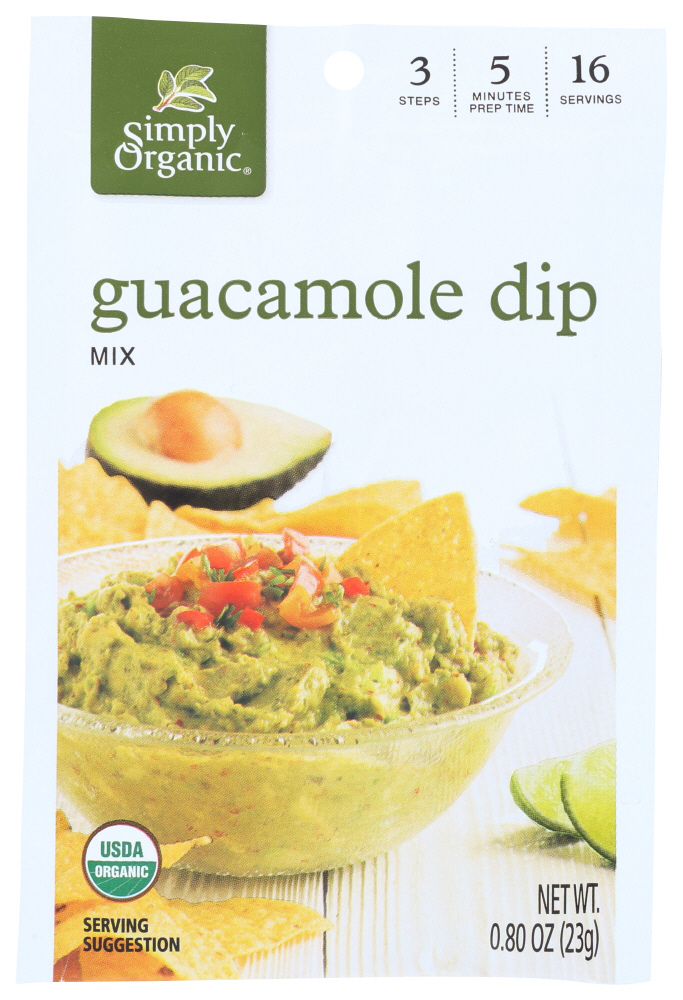 Simply
Organic®
3
STEPS
5
MINUTES
PREP TIME
16
SERVINGS
guacamole dip
MIX
USDA
ORGANIC
SERVING
SUGGESTION
NET WT.
0.80 OZ (23g)